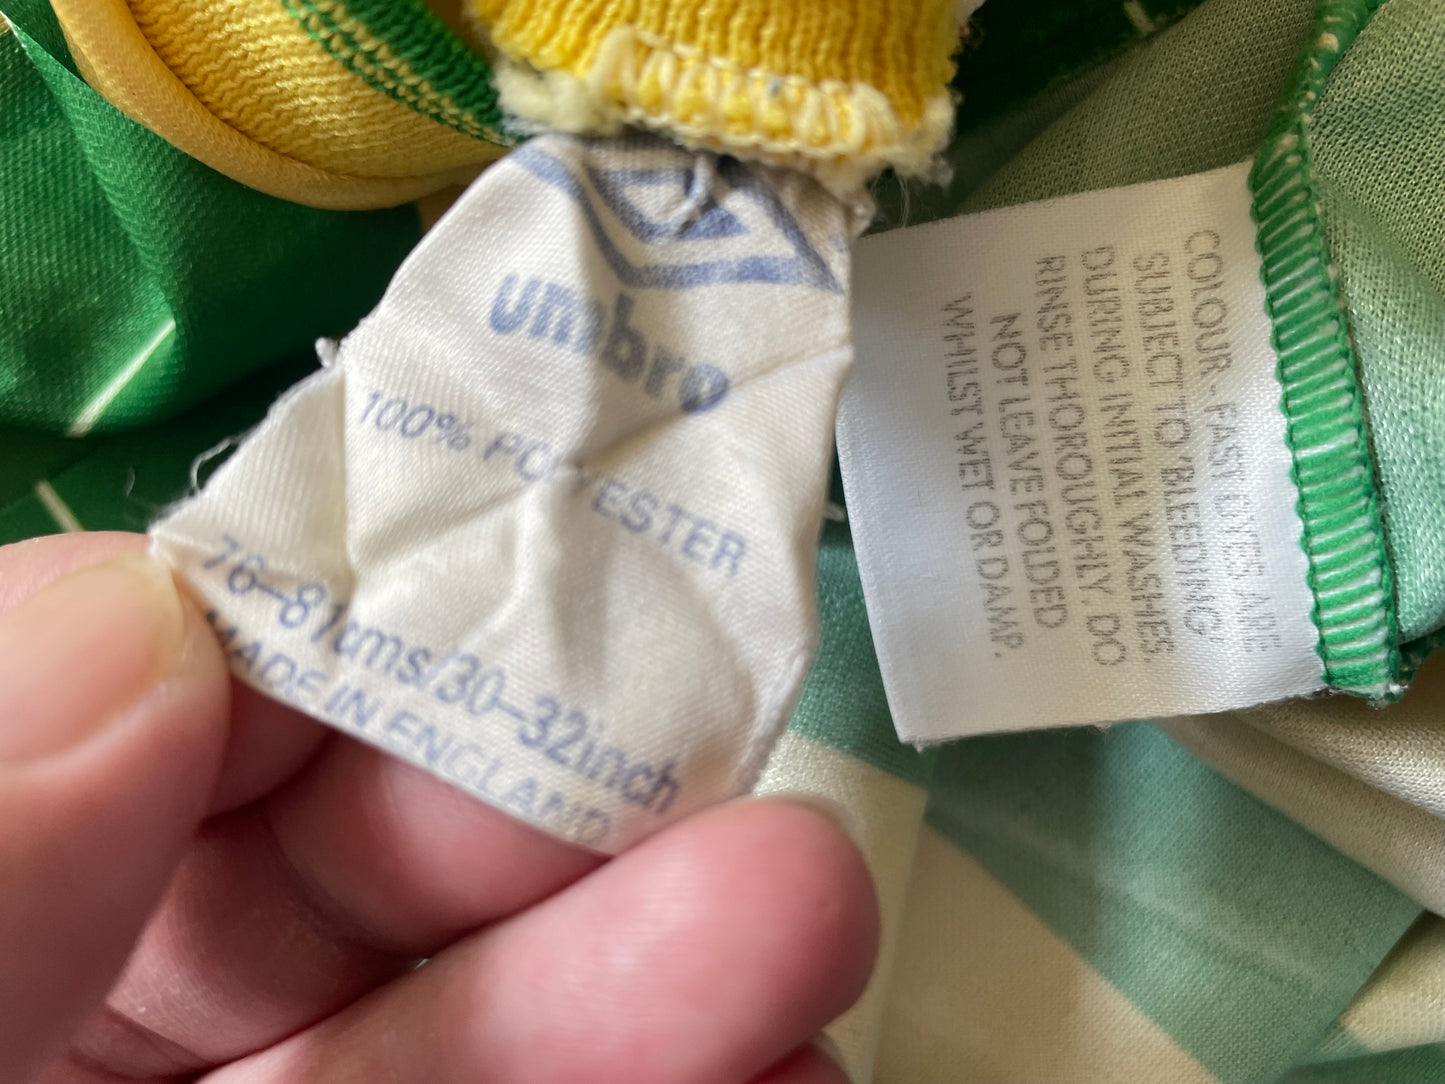 umbro
100% POLYESTER
76-81cms/30-32inch
MADE IN ENGLAND
COLOUR-FAST DYES ARE
SUBJECT TO 'BLEEDING'
DURING INITIAL WASHES.
RINSE THOROUGHLY. DO
NOT LEAVE FOLDED
WHILST WET OR DAMP.